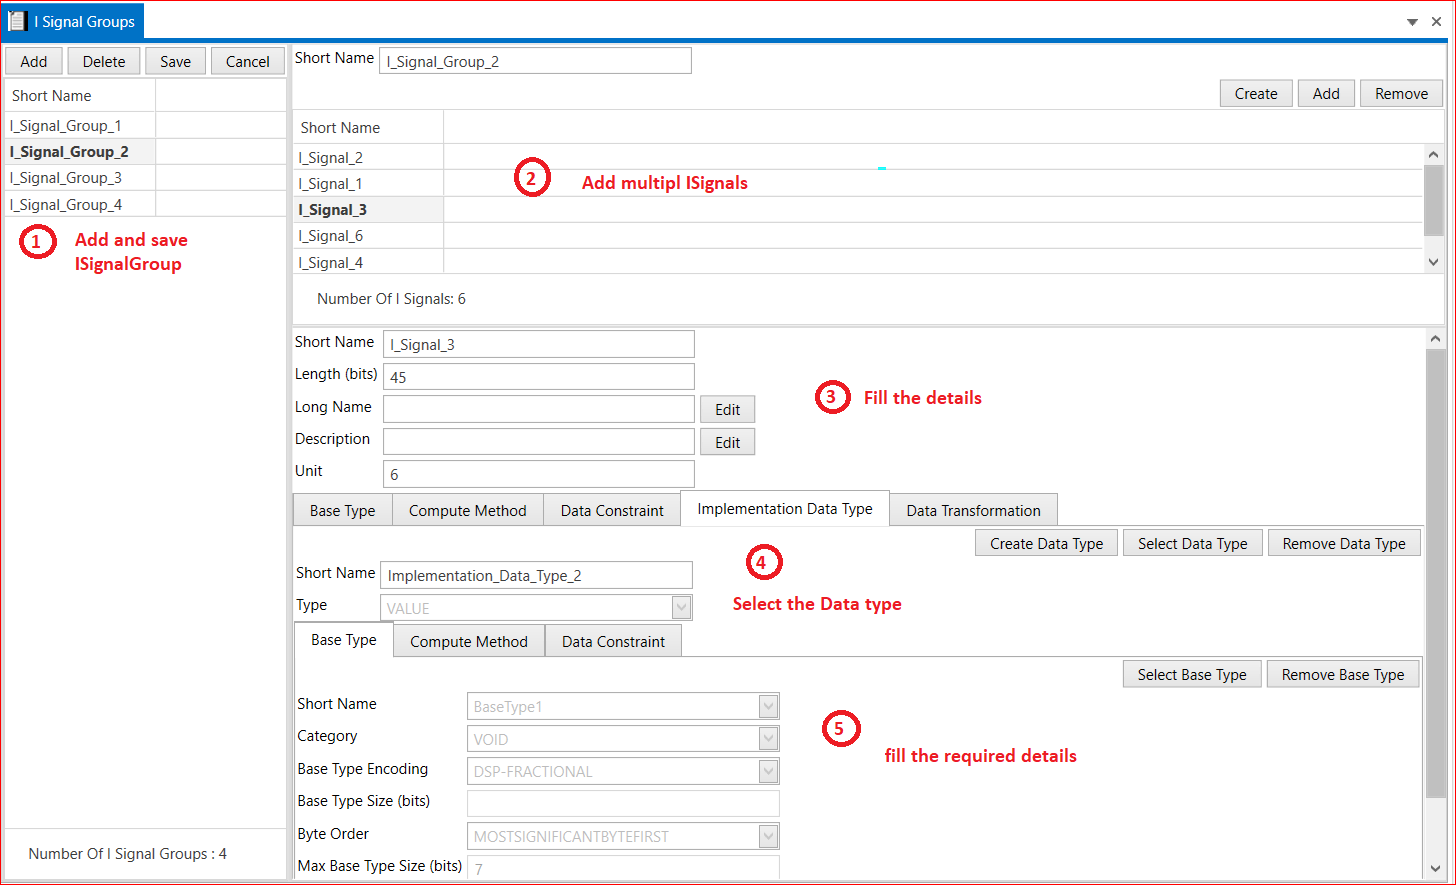 I Signal Groups
Add Delete Save Cancel
Short Name
I_Signal_Group_1
I_Signal_Group_2
I_Signal_Group_3
I_Signal_Group_4
1 Add and save
ISignalGroup
Number Of I Signal Groups : 4
Short Name I_Signal_Group_2
Create Add Remove
Short Name
I_Signal_2
I_Signal_1
I_Signal_3
I_Signal_6
I_Signal_4
2 Add multipl ISignals
Number Of I Signals: 6
Short Name I_Signal_3
Length (bits) 45
Long Name Edit
Description Edit
Unit 6
3 Fill the details
Base Type Compute Method Data Constraint Implementation Data Type Data Transformation
Create Data Type Select Data Type Remove Data Type
Short Name Implementation_Data_Type_2
Type VALUE
4
Select the Data type
Base Type Compute Method Data Constraint
Select Base Type Remove Base Type
Short Name BaseType1
Category VOID
Base Type Encoding DSP-FRACTIONAL
Base Type Size (bits)
Byte Order MOSTSIGNIFICANTBYTEFIRST
Max Base Type Size (bits) 7
5
fill the required details